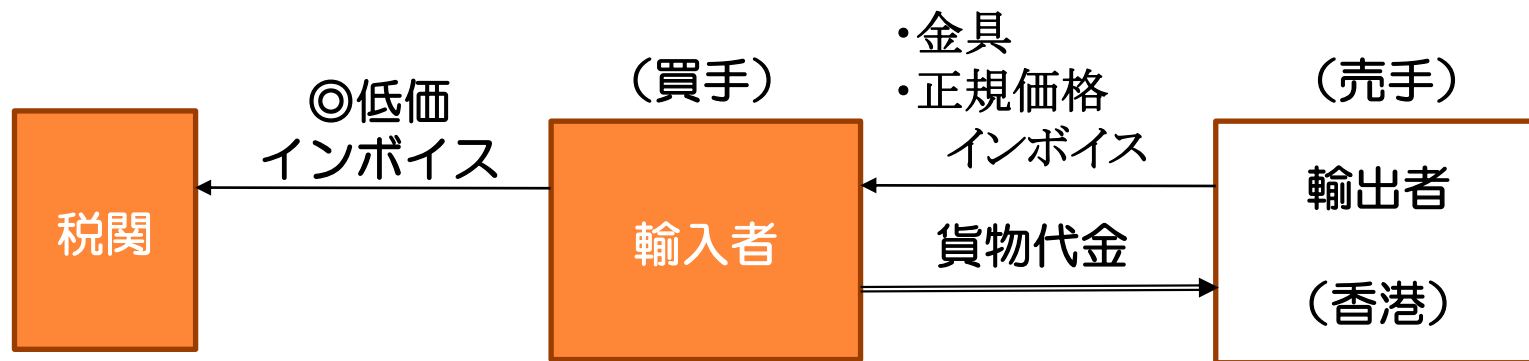 ・金具
（買手）
・正規価格
（売手）
◎低価
インボイス
インボイス
輸出者
税関
輸入者
貨物代金
（香港）